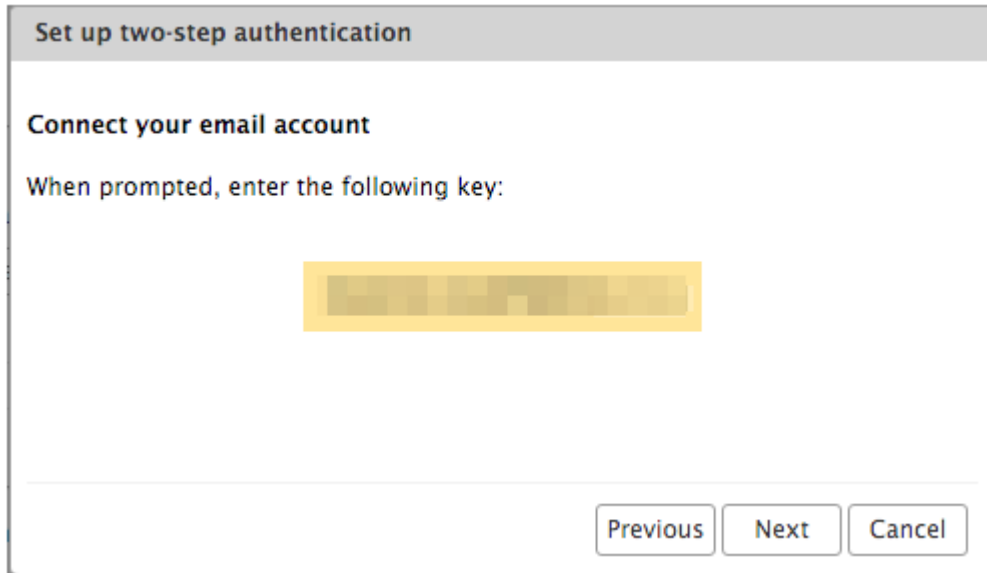 Set up two-step authentication
Connect your email account
When prompted, enter the following key:
Previous Next Cancel